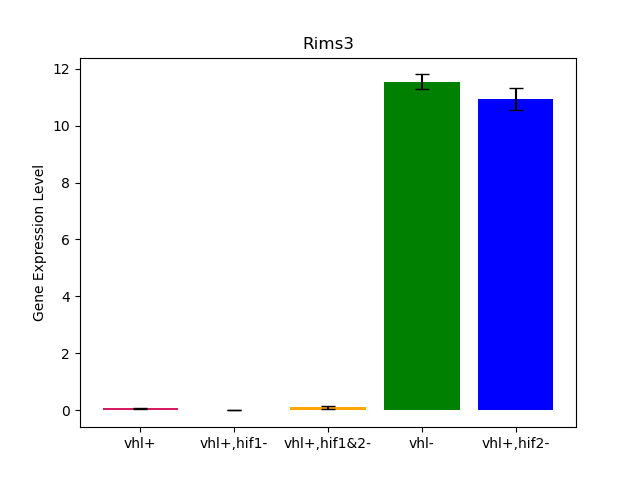 Rims3
Gene Expression Level
12
10
8
6
4
2
0
vhl+
vhl+,hif1-
vhl+,hif1&2-
vhl-
vhl+,hif2-